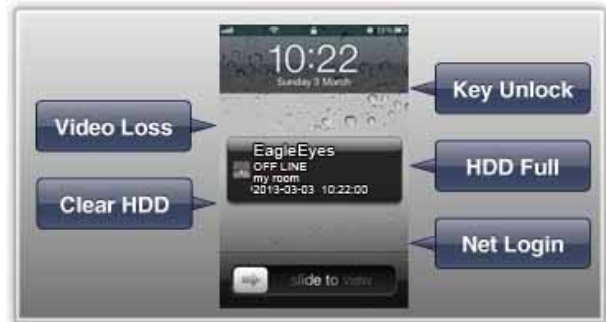 10:22
Sunday 3 March
Video Loss
Clear HDD
EagleEyes
OFF LINE
my room
2013-03-03 10:22:00
slide to view
Key Unlock
HDD Full
Net Login